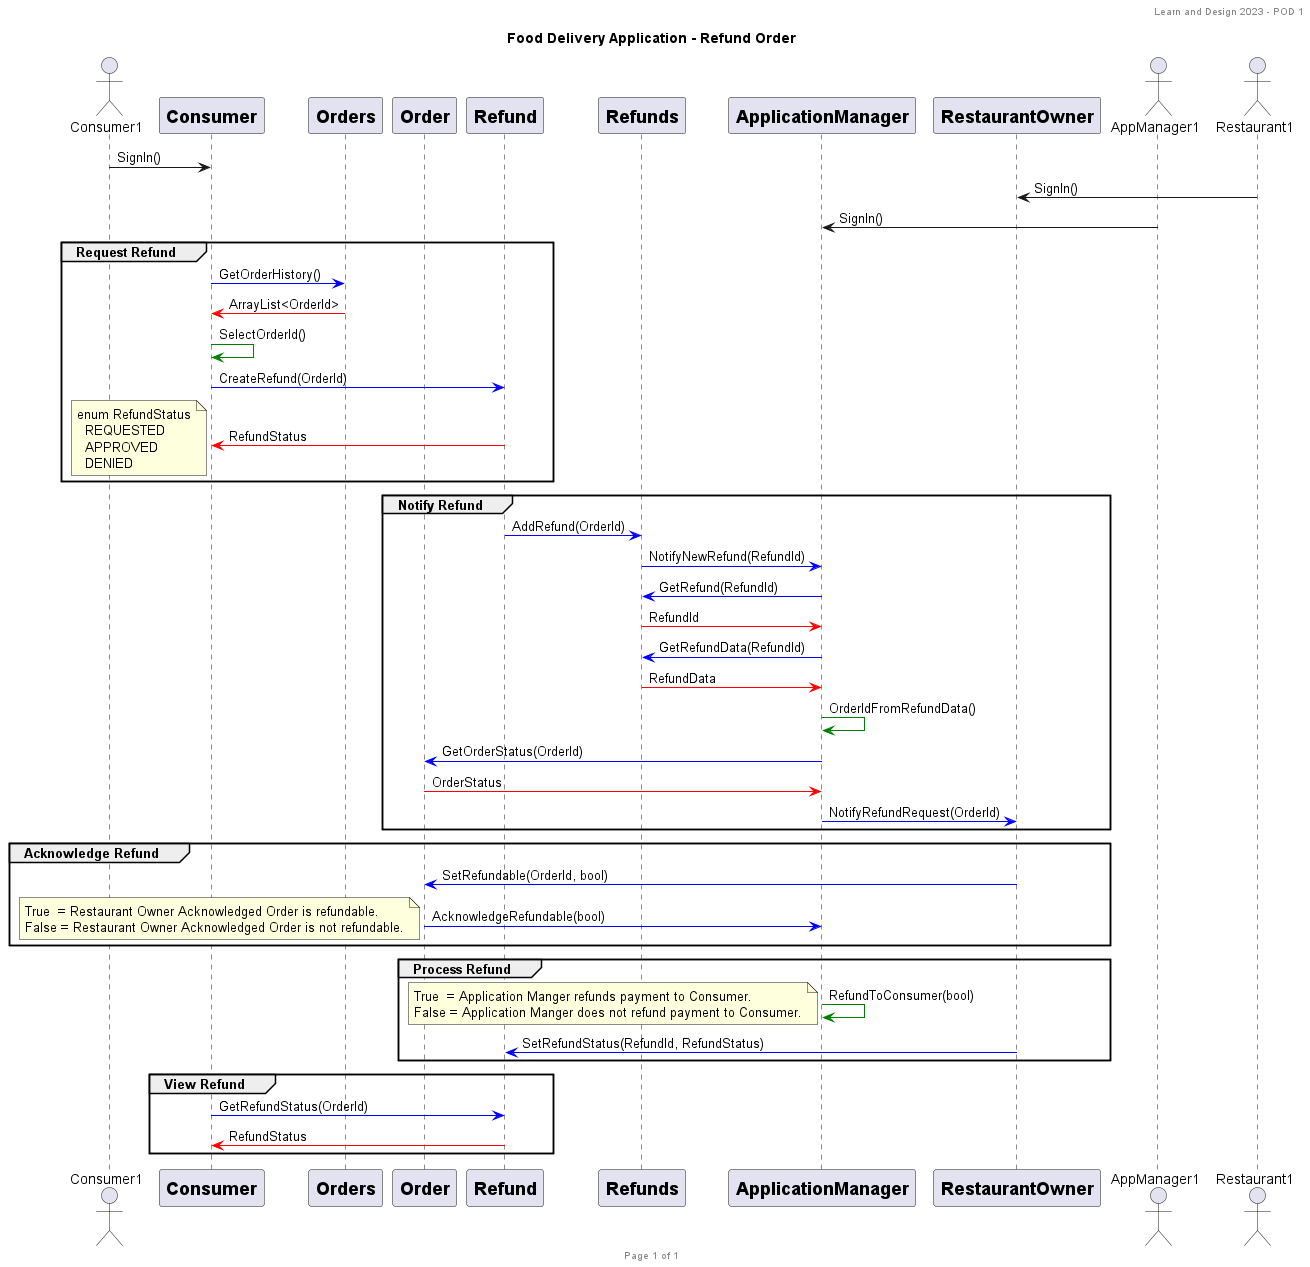 Learn and Design 2023 - POD 1
Food Delivery Application - Refund Order
Consumer1
Consumer
Orders
Order
Refund
Refunds
ApplicationManager
RestaurantOwner
AppManager1
Restaurant1
SignIn()
SignIn()
SignIn()
Request Refund
GetOrderHistory()
ArrayList<OrderId>
SelectOrderId()
CreateRefund(OrderId)
enum RefundStatus
REQUESTED
APPROVED
DENIED
RefundStatus
Notify Refund
AddRefund(OrderId)
NotifyNewRefund(RefundId)
GetRefund(RefundId)
RefundId
GetRefundData(RefundId)
RefundData
OrderIdFromRefundData()
GetOrderStatus(OrderId)
OrderStatus
NotifyRefundRequest(OrderId)
Acknowledge Refund
SetRefundable(OrderId, bool)
True = Restaurant Owner Acknowledged Order is refundable.
False = Restaurant Owner Acknowledged Order is not refundable.
AcknowledgeRefundable(bool)
Process Refund
True = Application Manger refunds payment to Consumer.
False = Application Manger does not refund payment to Consumer.
RefundToConsumer(bool)
SetRefundStatus(RefundId, RefundStatus)
View Refund
GetRefundStatus(OrderId)
RefundStatus
Consumer1
Consumer
Orders
Order
Refund
Refunds
ApplicationManager
RestaurantOwner
AppManager1
Restaurant1
Page 1 of 1